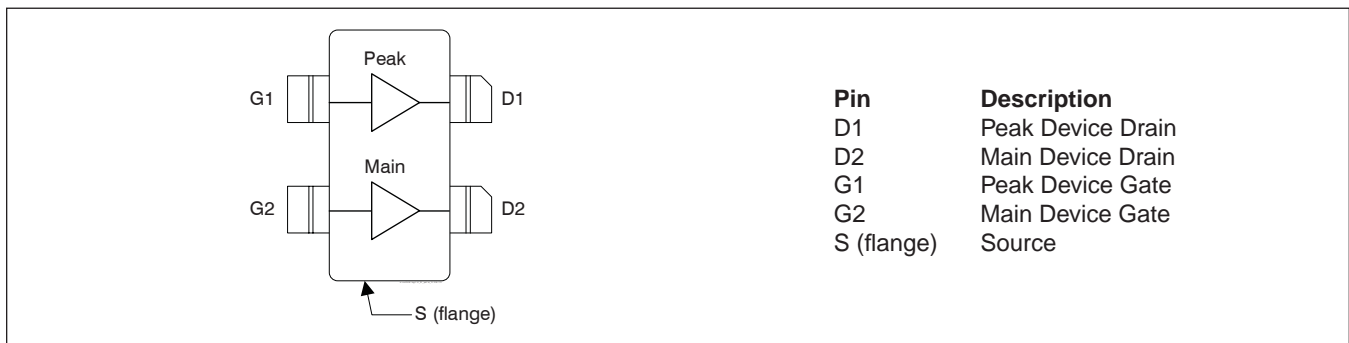 Peak
G1
D1
Main
G2
D2
S (flange)
Pin Description
D1 Peak Device Drain
D2 Main Device Drain
G1 Peak Device Gate
G2 Main Device Gate
S (flange) Source